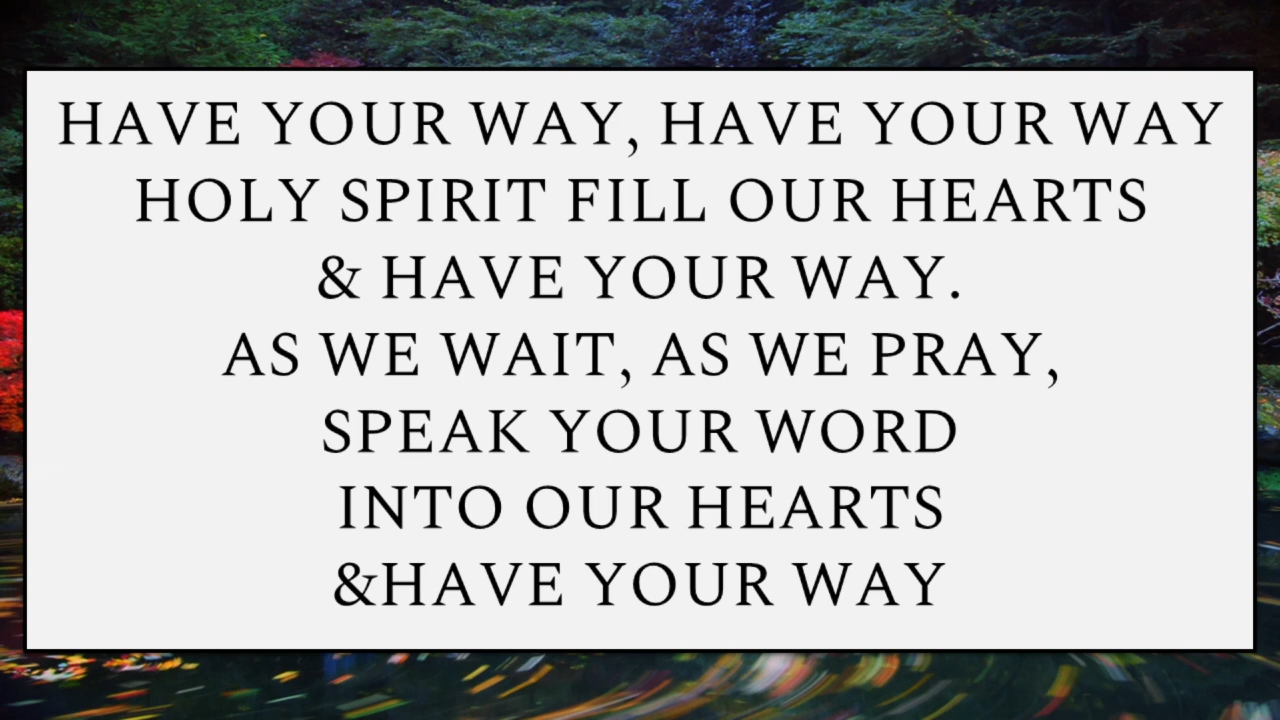 HAVE YOUR WAY, HAVE YOUR WAY
HOLY SPIRIT FILL OUR HEARTS
& HAVE YOUR WAY.
AS WE WAIT, AS WE PRAY,
SPEAK YOUR WORD
INTO OUR HEARTS
&HAVE YOUR WAY